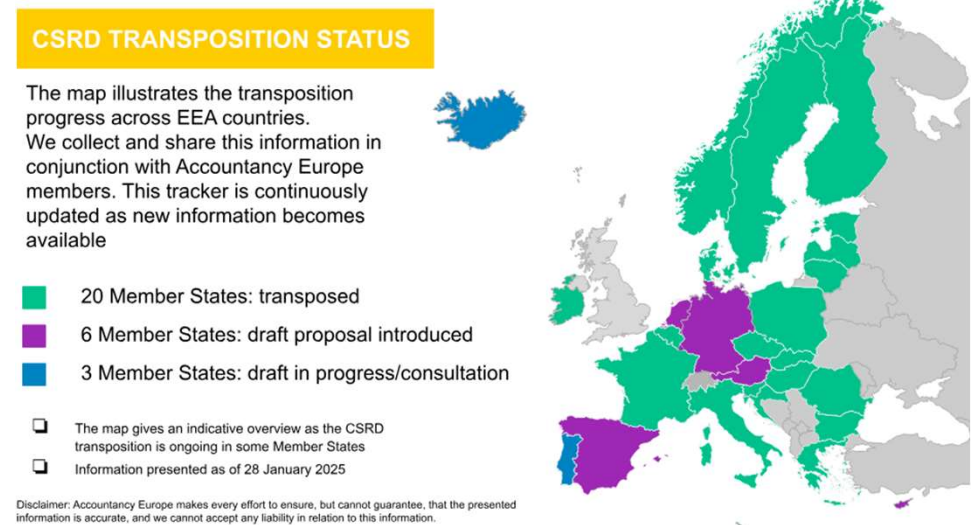 CSRD TRANSPOSITION STATUS
The map illustrates the transposition
progress across EEA countries.
We collect and share this information in
conjunction with Accountancy Europe
members. This tracker is continuously
updated as new information becomes
available
20 Member States: transposed
6 Member States: draft proposal introduced
3 Member States: draft in progress/consultation
The map gives an indicative overview as the CSRD
transposition is ongoing in some Member States
Information presented as of 28 January 2025
Disclaimer: Accountancy Europe makes every effort to ensure, but cannot guarantee, that the presented
information is accurate, and we cannot accept any liability in relation to this information.